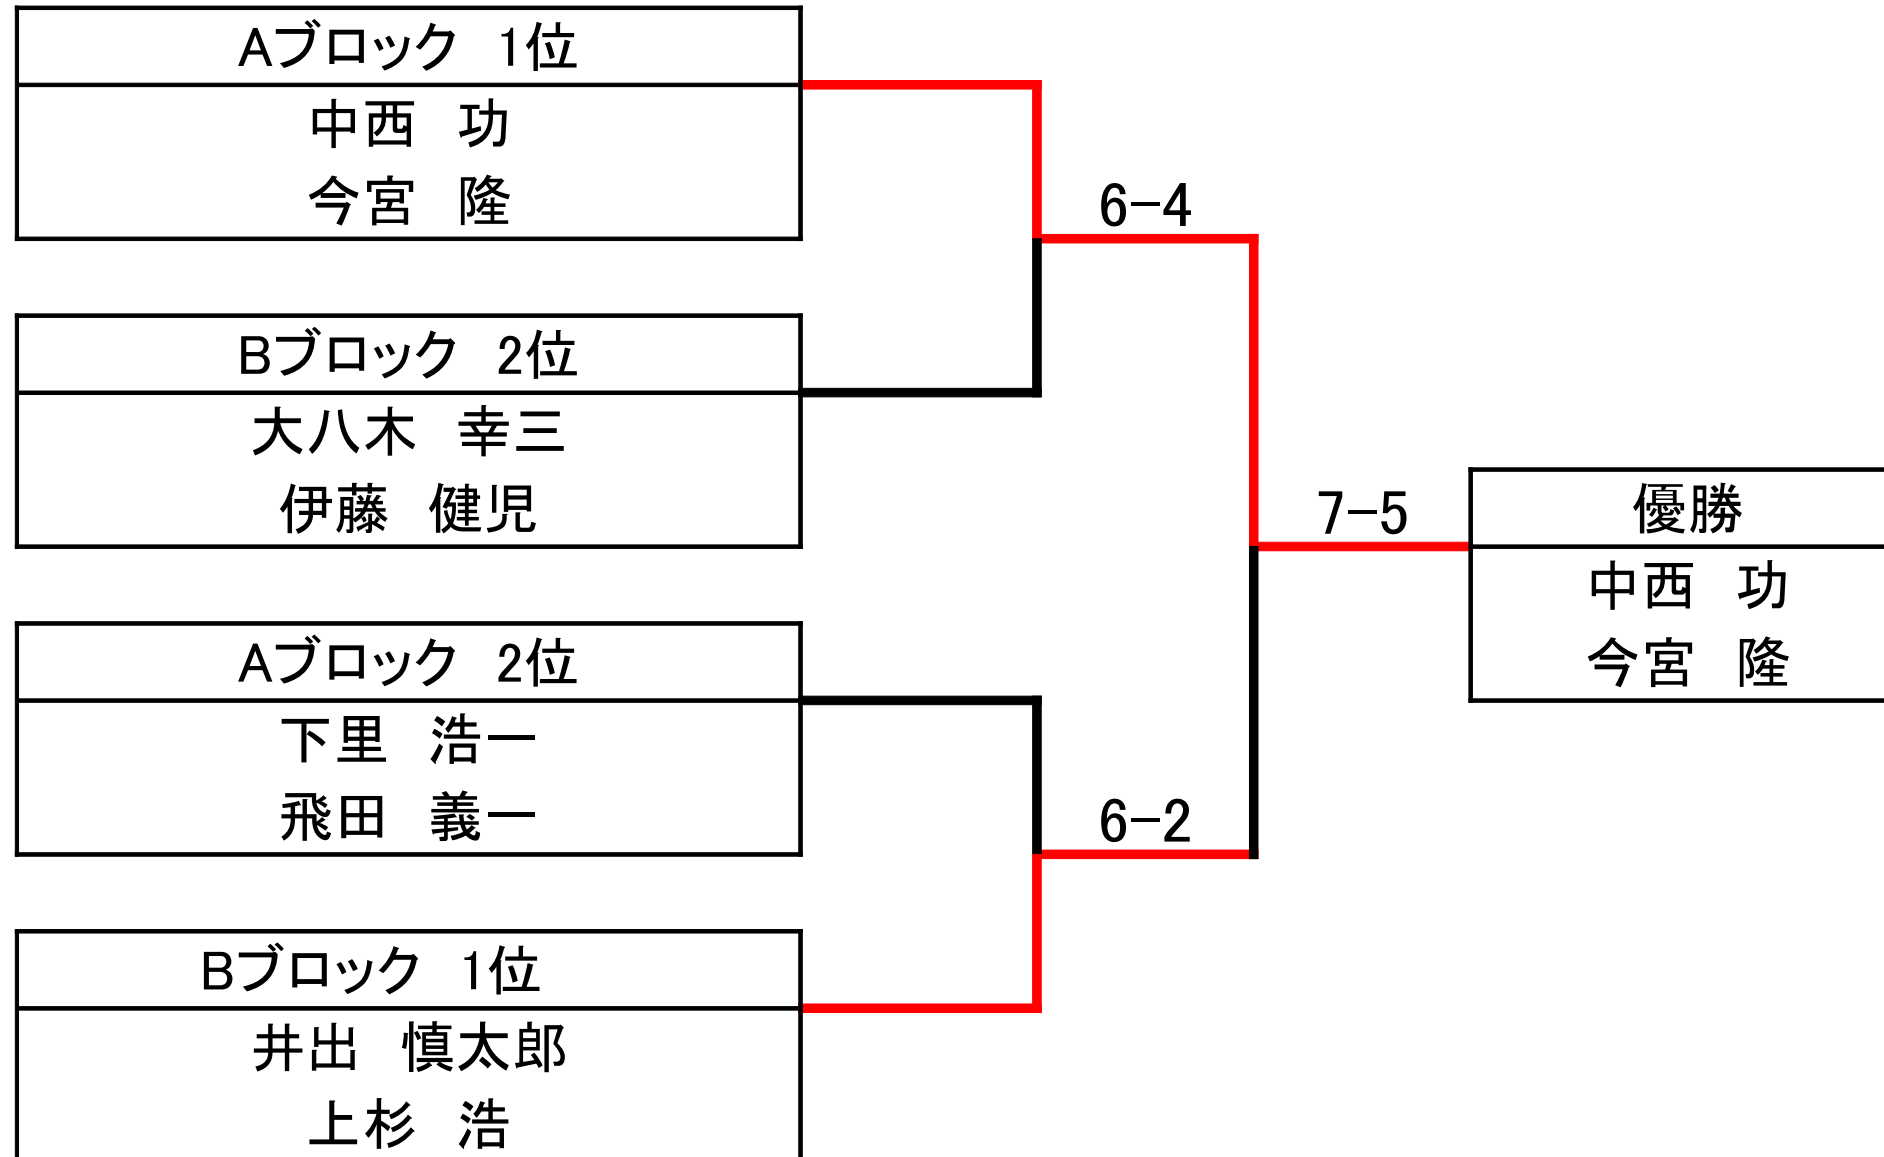 Aブロック　1位
中西　功
今宮　隆
6-4
Bブロック　2位
大八木　幸三
伊藤　健児
7-5
優勝
中西　功
今宮　隆
Aブロック　2位
下里　浩一
飛田　義一
6-2
Bブロック　1位
井出　慎太郎
上杉　浩